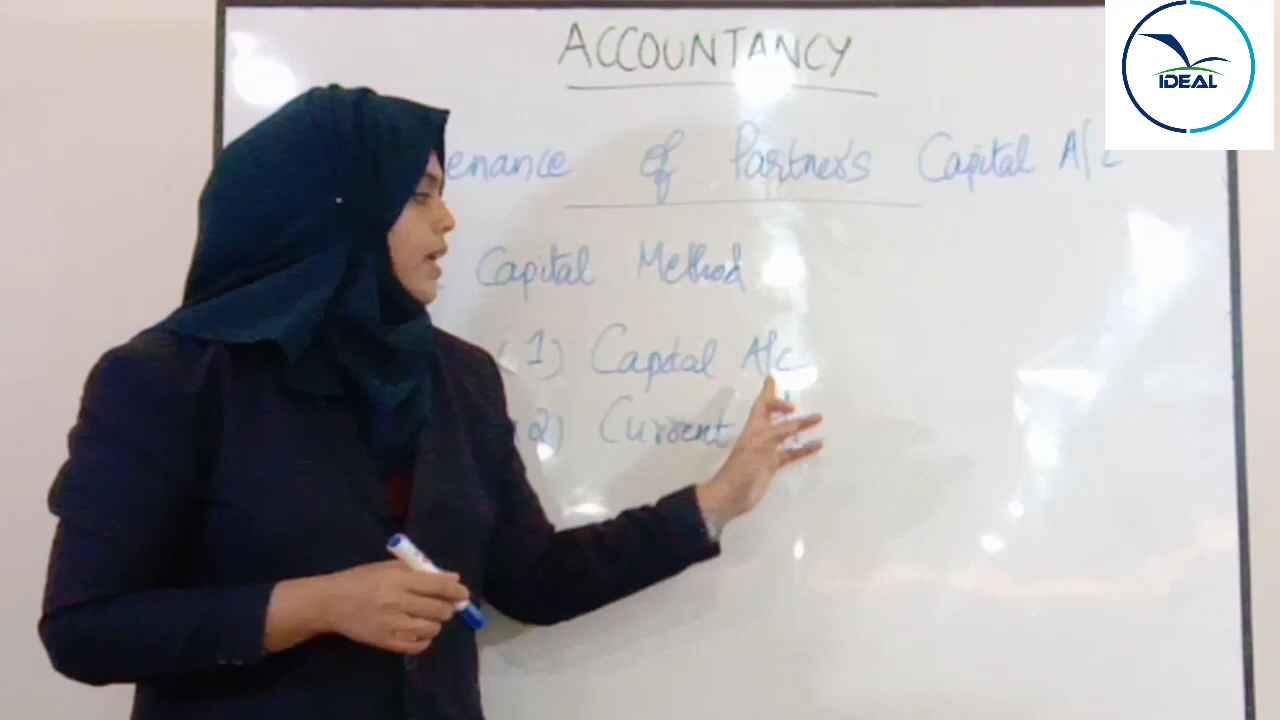 ACCOUNTANCY
IDEAL
enance of Partner's Capital A/c
Capital Method
(1) Capital A/c
(2) Current